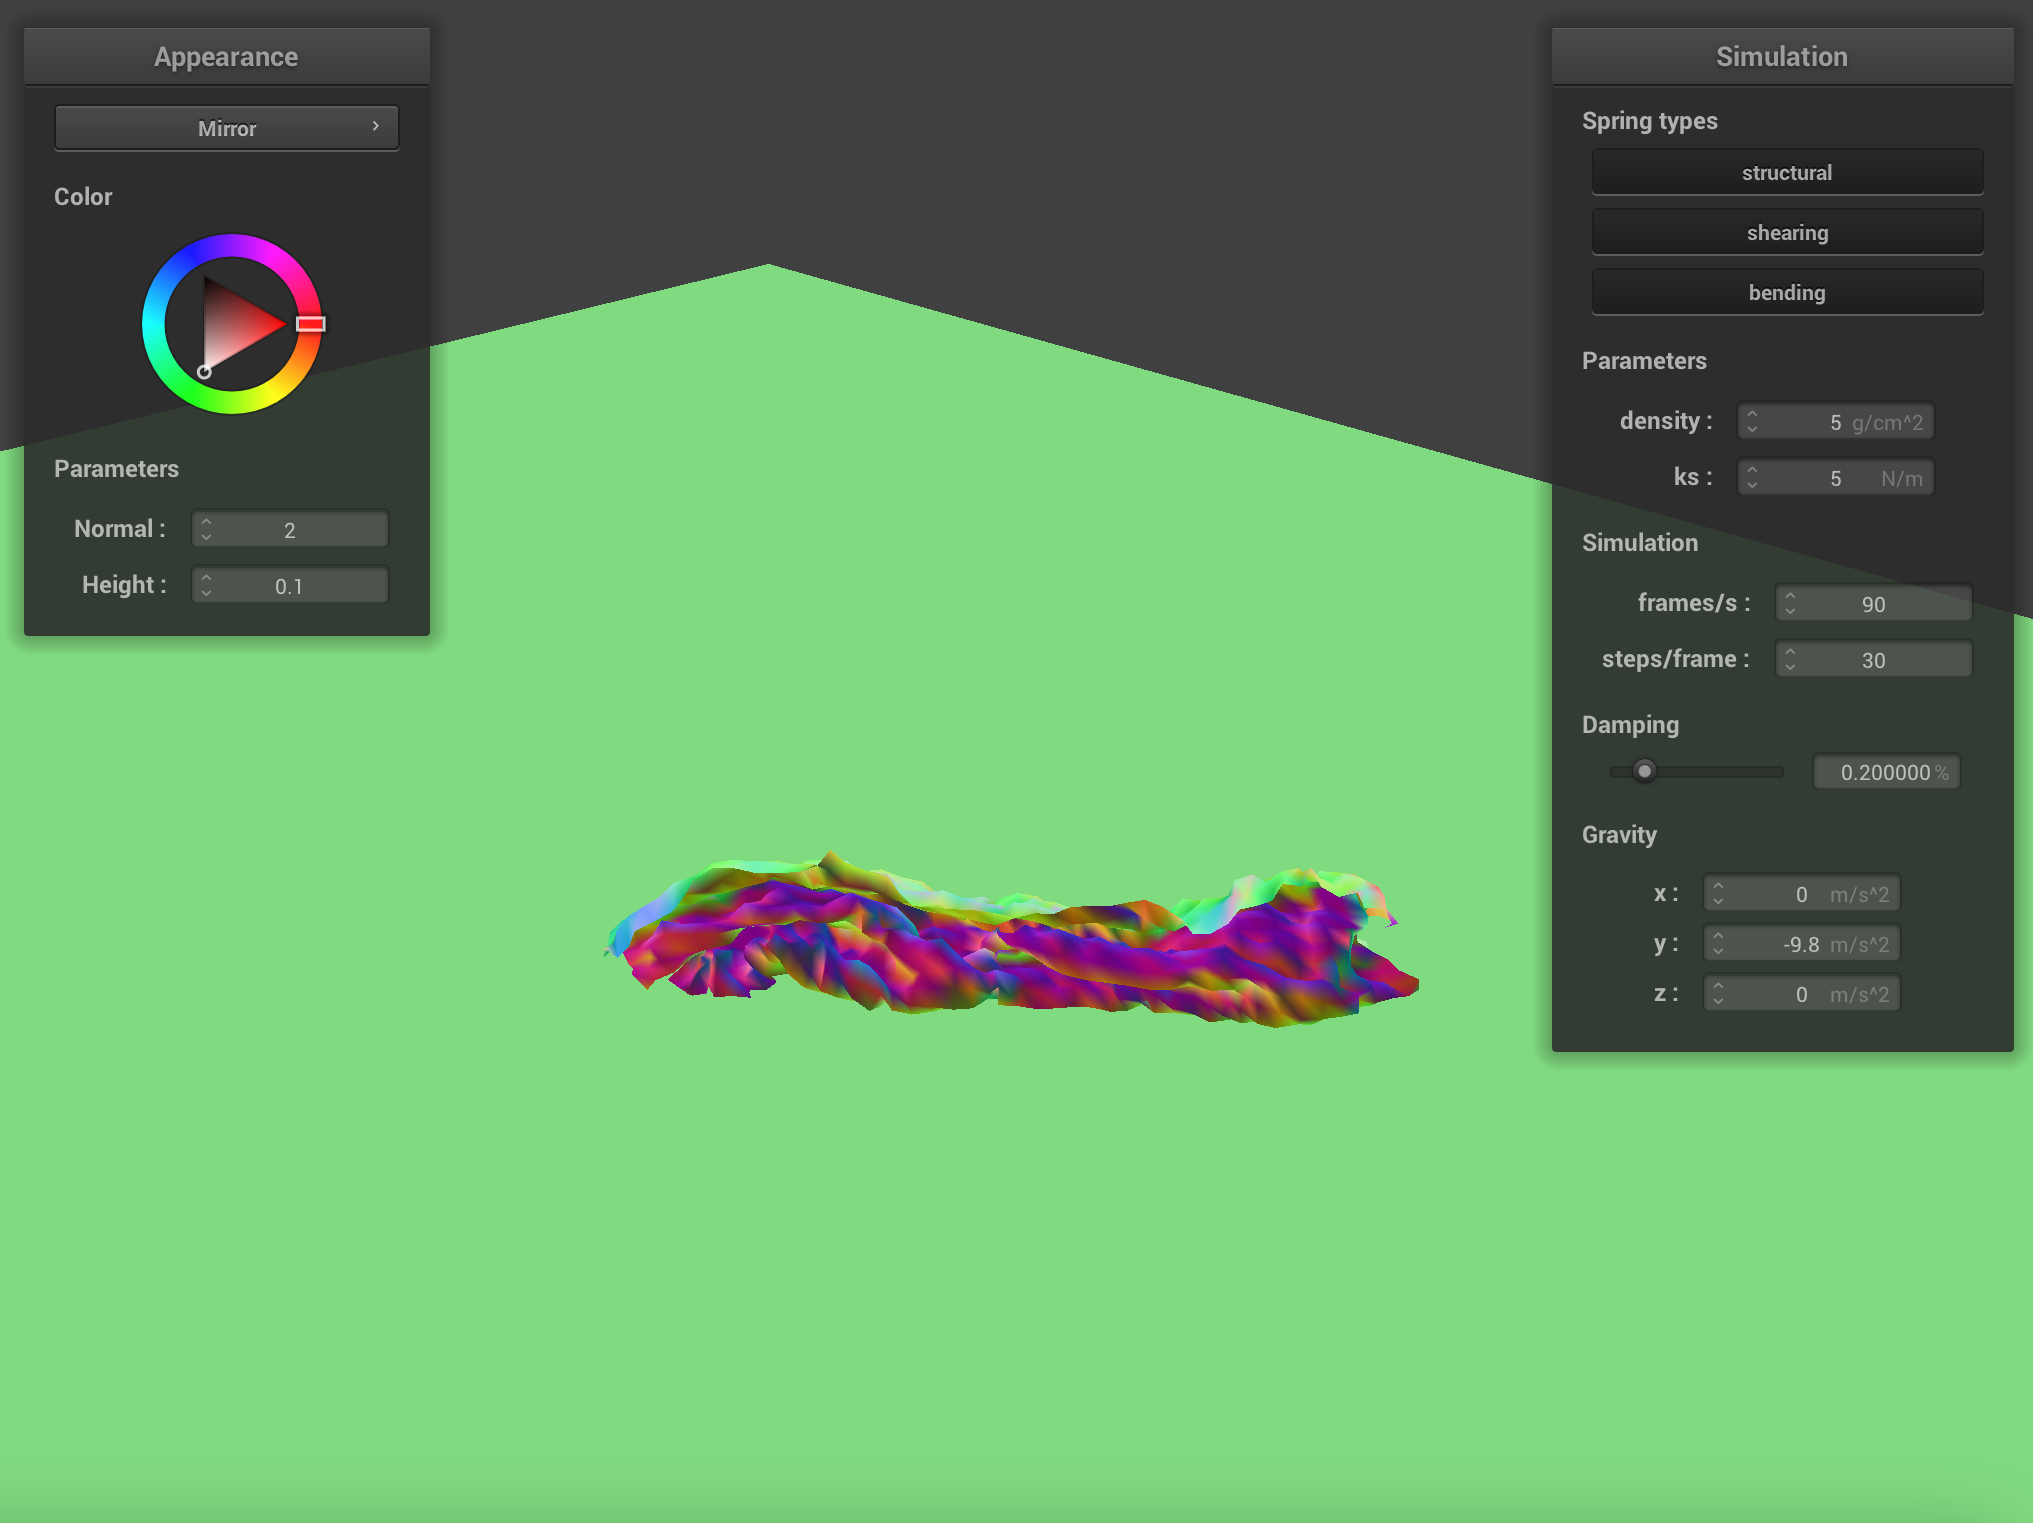 Appearance
Mirror
Color
Parameters
Normal : 2
Height : 0.1
Simulation
Spring types
structural
shearing
bending
Parameters
density : 5 g/cm^2
ks : 5 N/m
Simulation
frames/s : 90
steps/frame : 30
Damping
0.200000 %
Gravity
x : 0 m/s^2
y : -9.8 m/s^2
z : 0 m/s^2